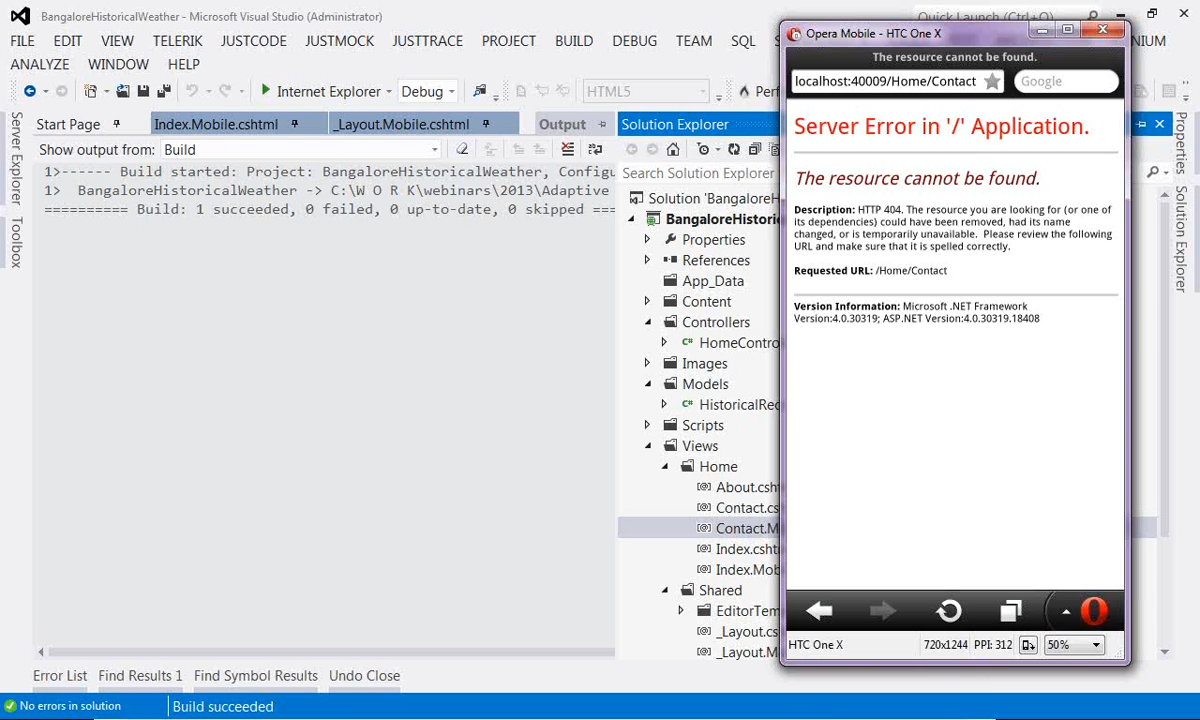 BangaloreHistoricalWeather - Microsoft Visual Studio (Administrator)
Quick Launch (Ctrl+Q)
FILE EDIT VIEW TELERIK JUSTCODE JUSTMOCK JUSTTRACE PROJECT BUILD DEBUG TEAM SQL
NIUM
ANALYZE WINDOW HELP
Internet Explorer Debug HTML5 Perf
Start Page Index.Mobile.cshtml _Layout.Mobile.cshtml Output
Show output from: Build
1>------ Build started: Project: BangaloreHistoricalWeather, Configu
1> BangaloreHistoricalWeather -> C:\W O R K\webinars\2013\Adaptive
========== Build: 1 succeeded, 0 failed, 0 up-to-date, 0 skipped ===
Server Explorer
Toolbox
Solution Explorer
Search Solution Explorer
Solution 'BangaloreH
BangaloreHistori
Properties
References
App_Data
Content
Controllers
HomeContro
Images
Models
HistoricalRec
Scripts
Views
Home
About.csht
Contact.cs
Contact.M
Index.cshti
Index.Mob
Shared
EditorTem
_Layout.cs
_Layout.M
Properties
Solution Explorer
Opera Mobile - HTC One X
The resource cannot be found.
localhost:40009/Home/Contact
Google
Server Error in '/' Application.
The resource cannot be found.
Description: HTTP 404. The resource you are looking for (or one of
its dependencies) could have been removed, had its name
changed, or is temporarily unavailable. Please review the following
URL and make sure that it is spelled correctly.
Requested URL: /Home/Contact
Version Information: Microsoft .NET Framework
Version:4.0.30319; ASP.NET Version:4.0.30319.18408
HTC One X 720x1244 PPI: 312 50%
Error List Find Results 1 Find Symbol Results Undo Close
No errors in solution Build succeeded